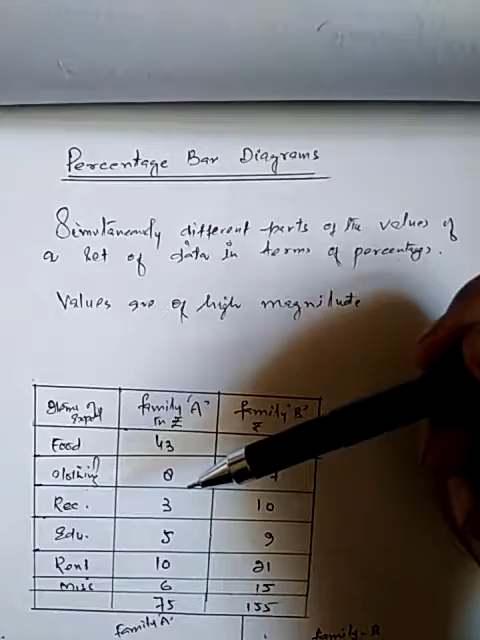 Percentage Bar Diagrams
Simultaneously different parts of the values of
a set of data in terms of percentages.
Values are of high magnitude
Items family 'A' family 'B'
in ₹ ₹
Food 43
Clothing 8
Rec. 3 10
Edu. 5 9
Rent 10 21
Misc 6 15
75 155
family 'A' family-B